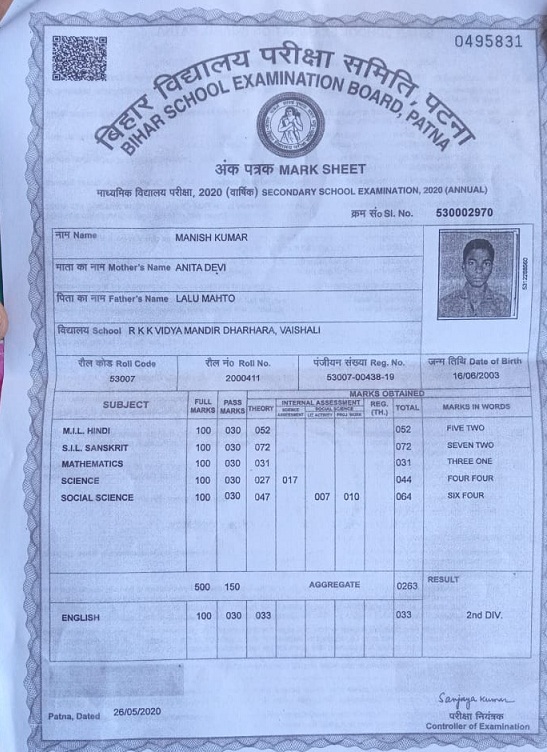 0495831
बिहार विद्यालय परीक्षा समिति, पटना
BIHAR SCHOOL EXAMINATION BOARD, PATNA
अंक पत्रक MARK SHEET
माध्यमिक विद्यालय परीक्षा, 2020 (वार्षिक) SECONDARY SCHOOL EXAMINATION, 2020 (ANNUAL)
क्रम सं० Sl. No. 530002970
नाम Name MANISH KUMAR
माता का नाम Mother's Name ANITA DEVI
पिता का नाम Father's Name LALU MAHTO
विद्यालय School R K K VIDYA MANDIR DHARHARA, VAISHALI
रौल कोड Roll Code रौल नं० Roll No. पंजीयन संख्या Reg. No. जन्म तिथि Date of Birth
53007 2000411 53007-00438-19 16/06/2003
MARKS OBTAINED
SUBJECT FULL MARKS PASS MARKS THEORY INTERNAL ASSESSMENT REG. (TH.) TOTAL MARKS IN WORDS
SCIENCE SOCIAL SCIENCE
M.I.L. HINDI 100 030 052 052 FIVE TWO
S.I.L. SANSKRIT 100 030 072 072 SEVEN TWO
MATHEMATICS 100 030 031 031 THREE ONE
SCIENCE 100 030 027 017 044 FOUR FOUR
SOCIAL SCIENCE 100 030 047 007 010 064 SIX FOUR
500 150 AGGREGATE 0263 RESULT
ENGLISH 100 030 033 033 2nd DIV.
Patna, Dated 26/05/2020
Sanjaya Kumar
परीक्षा नियंत्रक
Controller of Examination